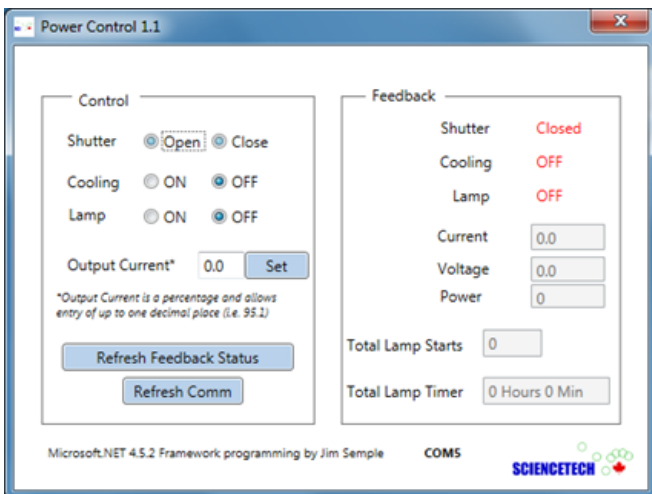 Power Control 1.1
Control
Shutter Open Close
Cooling ON OFF
Lamp ON OFF
Output Current* 0.0 Set
*Output Current is a percentage and allows
entry of up to one decimal place (i.e. 95.1)
Refresh Feedback Status
Refresh Comm
Feedback
Shutter Closed
Cooling OFF
Lamp OFF
Current 0.0
Voltage 0.0
Power 0
Total Lamp Starts 0
Total Lamp Timer 0 Hours 0 Min
Microsoft.NET 4.5.2 Framework programming by Jim Semple COM5
SCIENCETECH